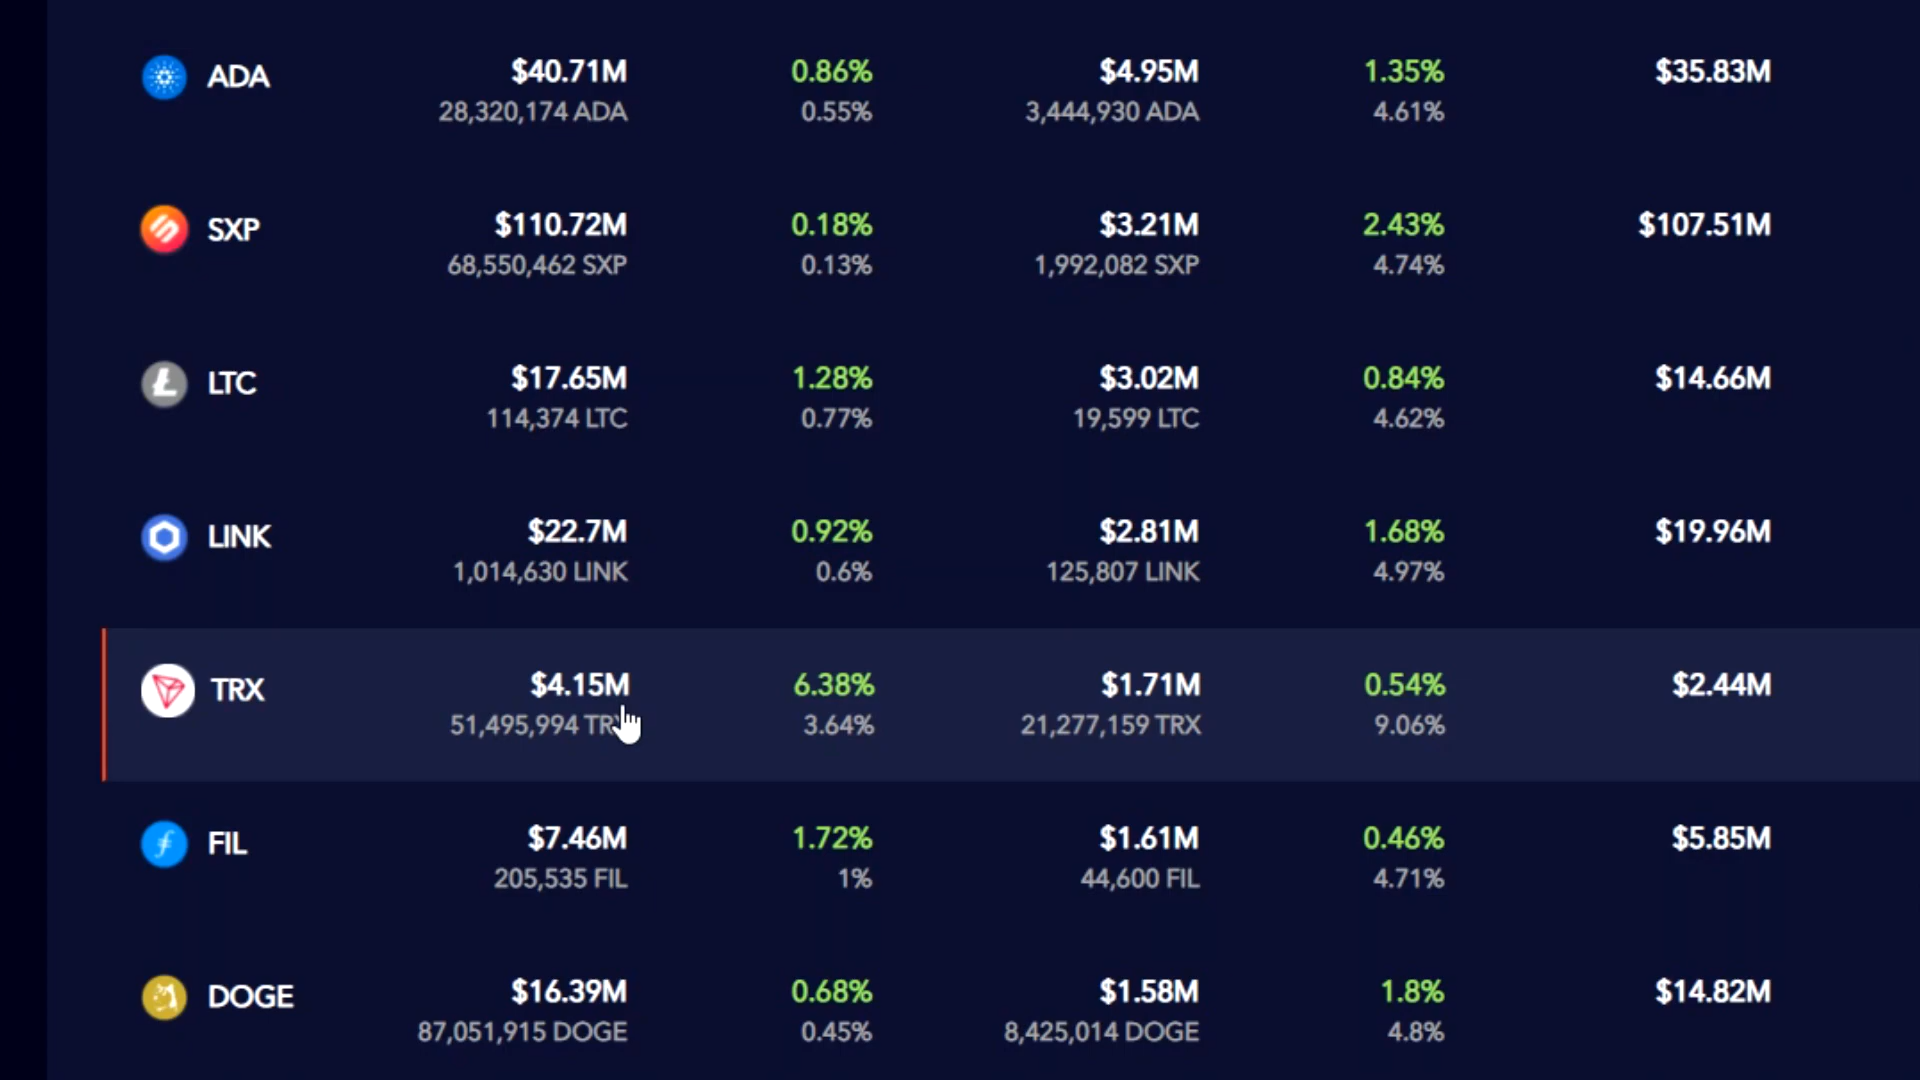 ADA $40.71M 0.86% $4.95M 1.35% $35.83M
28,320,174 ADA 0.55% 3,444,930 ADA 4.61%
SXP $110.72M 0.18% $3.21M 2.43% $107.51M
68,550,462 SXP 0.13% 1,992,082 SXP 4.74%
LTC $17.65M 1.28% $3.02M 0.84% $14.66M
114,374 LTC 0.77% 19,599 LTC 4.62%
LINK $22.7M 0.92% $2.81M 1.68% $19.96M
1,014,630 LINK 0.6% 125,807 LINK 4.97%
TRX $4.15M 6.38% $1.71M 0.54% $2.44M
51,495,994 TRX 3.64% 21,277,159 TRX 9.06%
FIL $7.46M 1.72% $1.61M 0.46% $5.85M
205,535 FIL 1% 44,600 FIL 4.71%
DOGE $16.39M 0.68% $1.58M 1.8% $14.82M
87,051,915 DOGE 0.45% 8,425,014 DOGE 4.8%